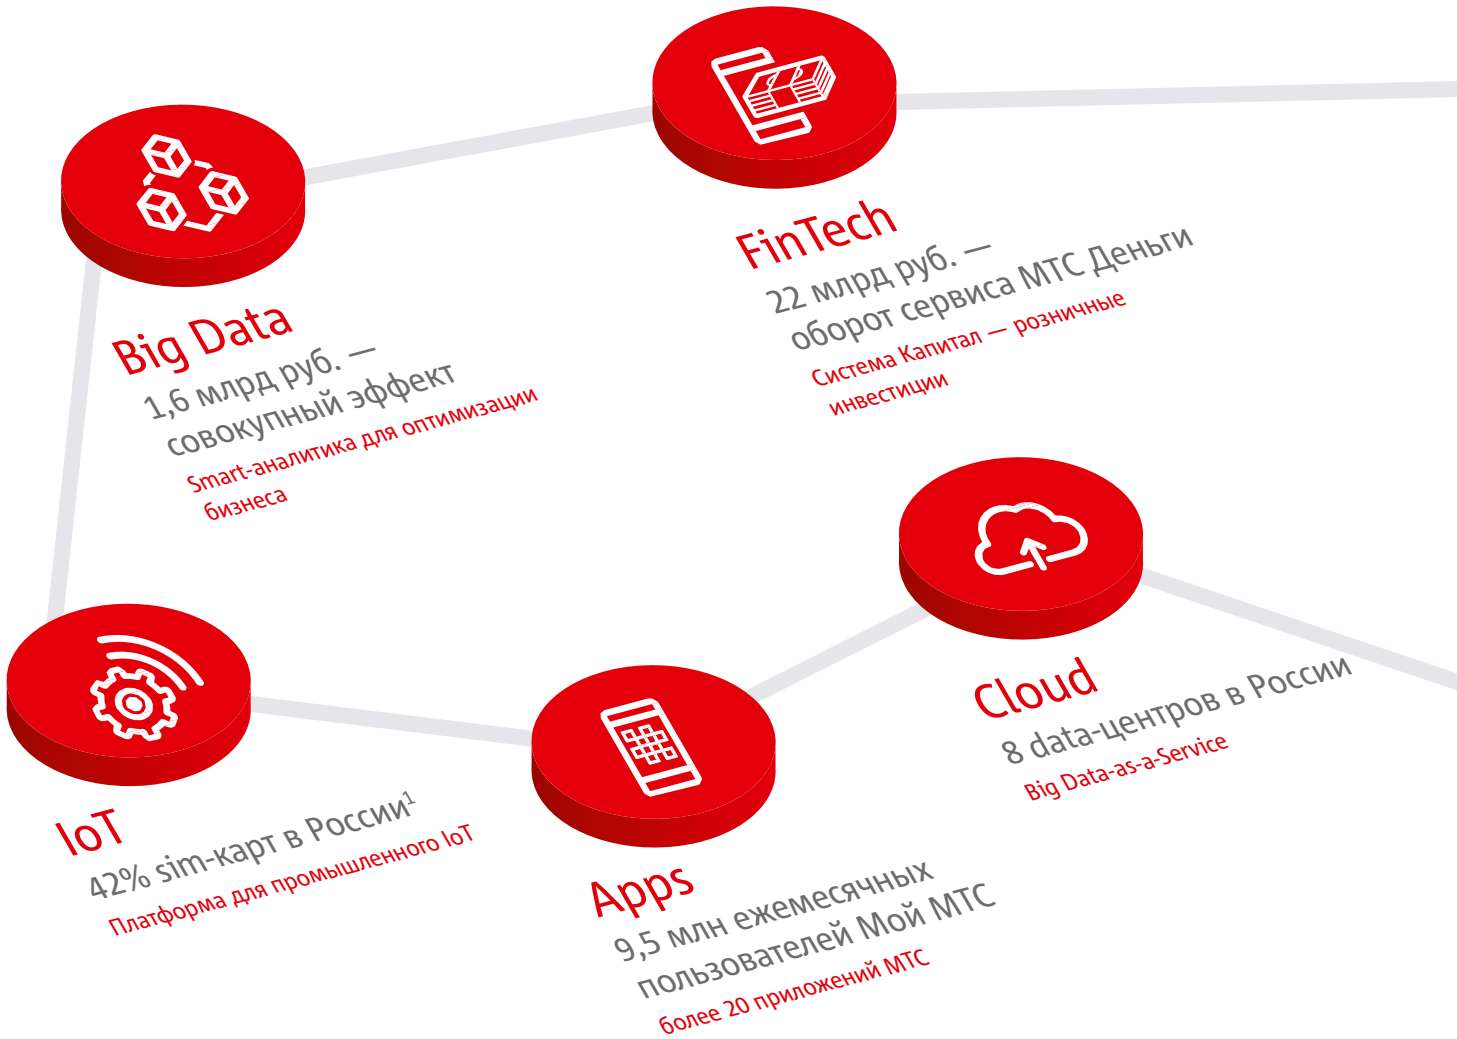 Big Data
1,6 млрд руб. —
совокупный эффект
Smart-аналитика для оптимизации
бизнеса
FinTech
22 млрд руб. —
оборот сервиса МТС Деньги
Система Капитал — розничные
инвестиции
IoT
42% sim-карт в России¹
Платформа для промышленного IoT
Apps
9,5 млн ежемесячных
пользователей Мой МТС
более 20 приложений МТС
Cloud
8 data-центров в России
Big Data-as-a-Service